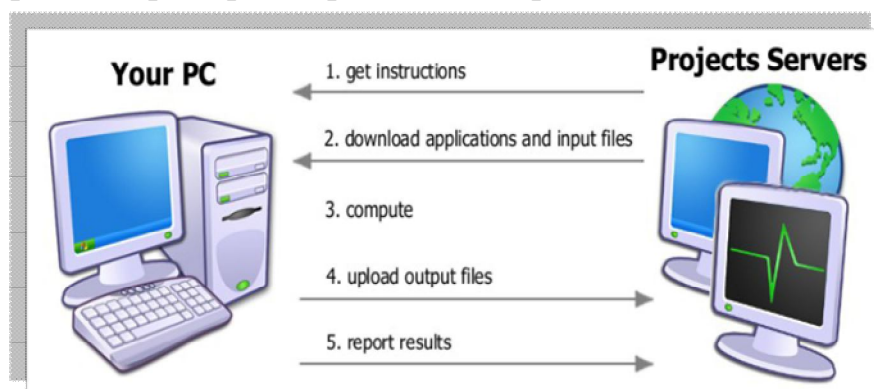 Your PC
Projects Servers
1. get instructions
2. download applications and input files
3. compute
4. upload output files
5. report results